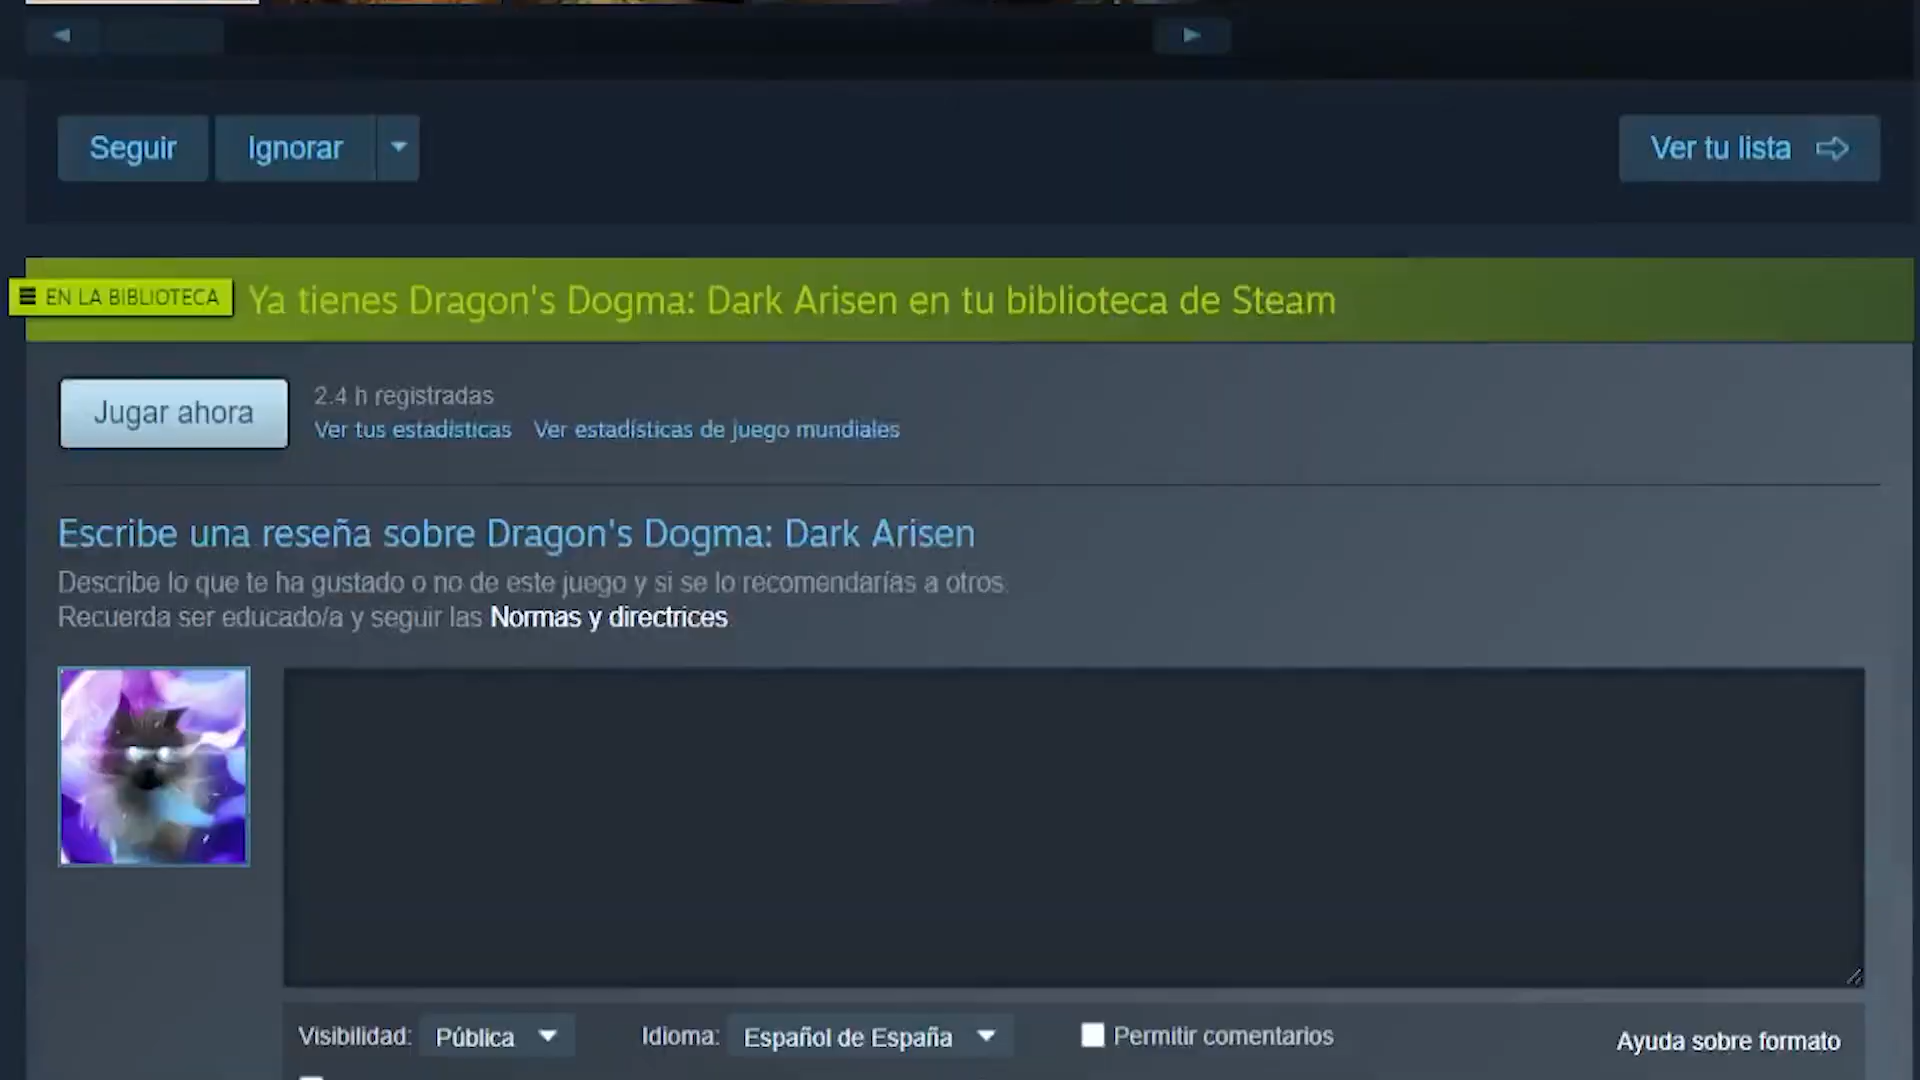 Seguir Ignorar Ver tu lista
EN LA BIBLIOTECA Ya tienes Dragon's Dogma: Dark Arisen en tu biblioteca de Steam
Jugar ahora
2.4 h registradas
Ver tus estadísticas Ver estadísticas de juego mundiales
Escribe una reseña sobre Dragon's Dogma: Dark Arisen
Describe lo que te ha gustado o no de este juego y si se lo recomendarías a otros.
Recuerda ser educado/a y seguir las Normas y directrices
Visibilidad: Pública Idioma: Español de España Permitir comentarios Ayuda sobre formato